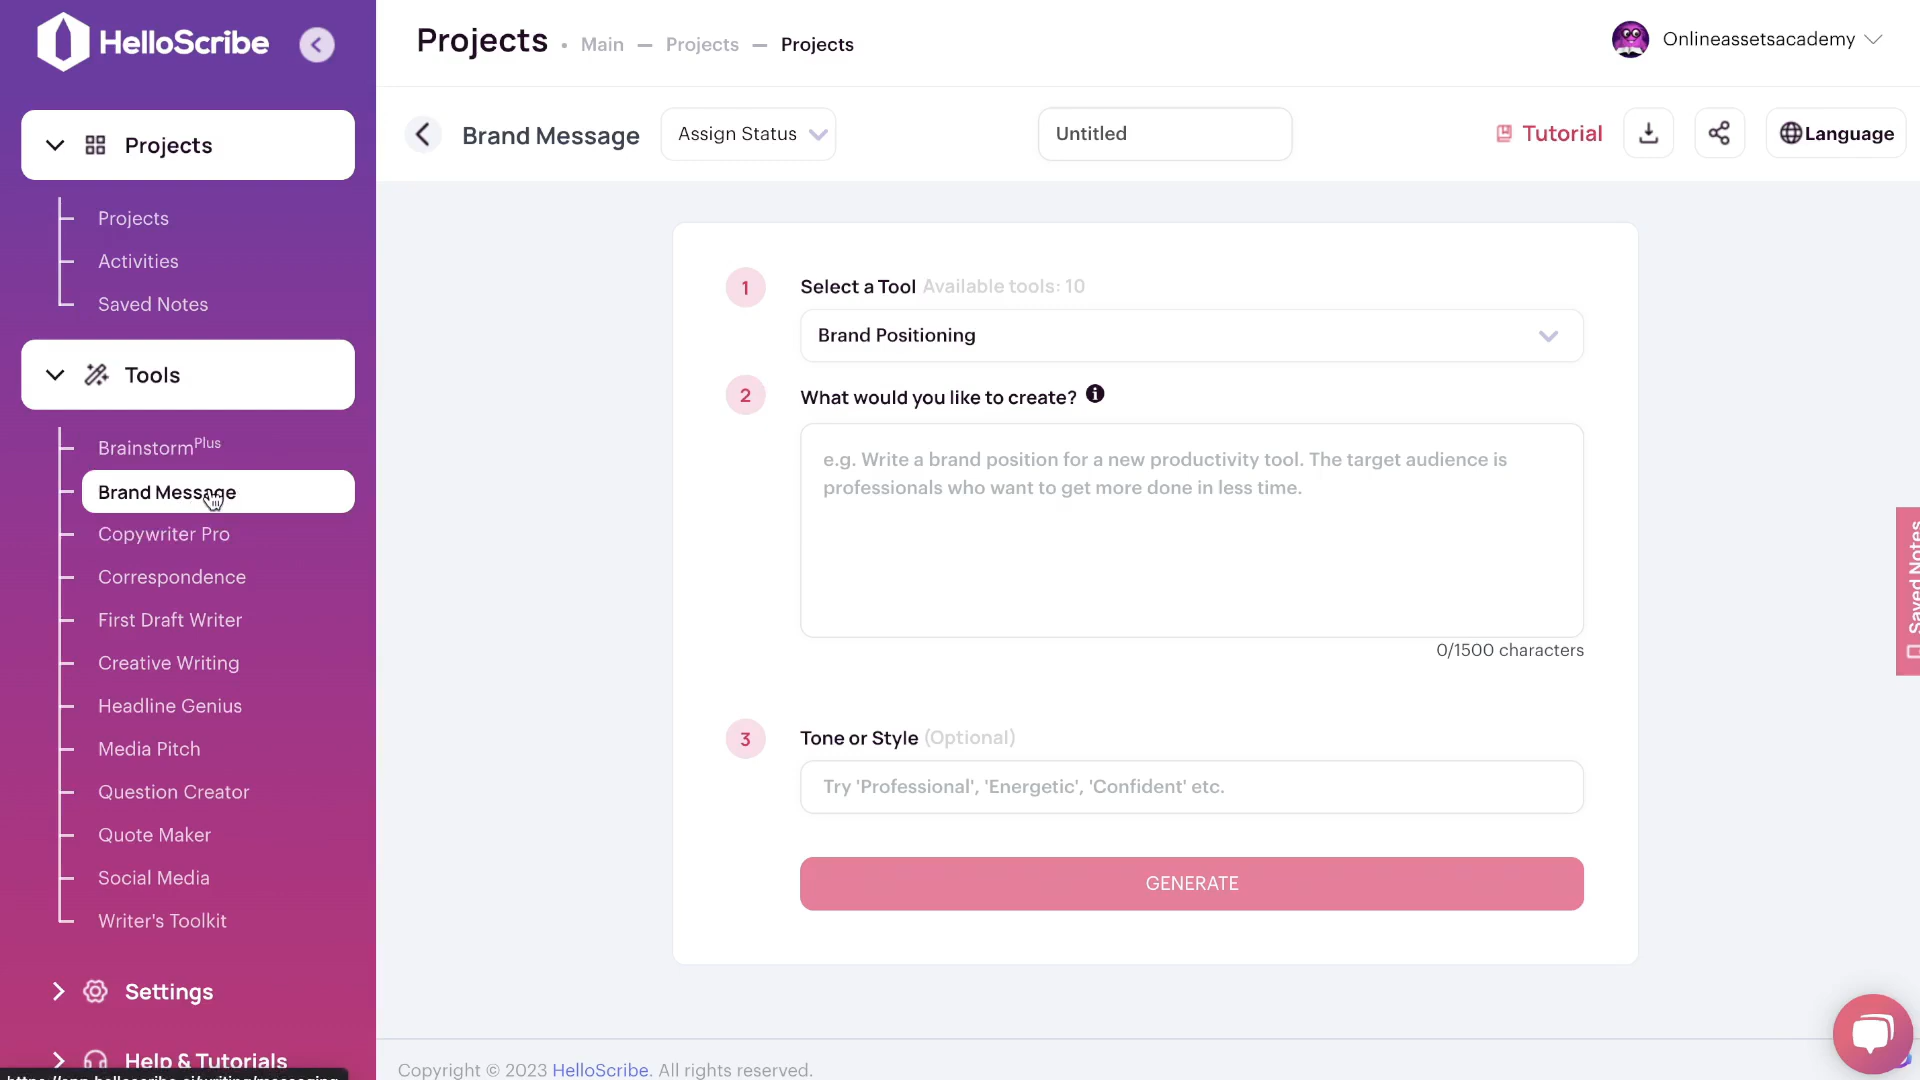 HelloScribe
Projects
Projects
Activities
Saved Notes
Tools
BrainstormPlus
Brand Message
Copywriter Pro
Correspondence
First Draft Writer
Creative Writing
Headline Genius
Media Pitch
Question Creator
Quote Maker
Social Media
Writer's Toolkit
Settings
Help & Tutorials
Projects • Main — Projects — Projects
Onlineassetsacademy
Brand Message
Assign Status
Untitled
Tutorial
Language
1
Select a Tool Available tools: 10
Brand Positioning
2
What would you like to create?
e.g. Write a brand position for a new productivity tool. The target audience is
professionals who want to get more done in less time.
0/1500 characters
3
Tone or Style (Optional)
Try 'Professional', 'Energetic', 'Confident' etc.
GENERATE
Saved Notes
Copyright © 2023 HelloScribe. All rights reserved.